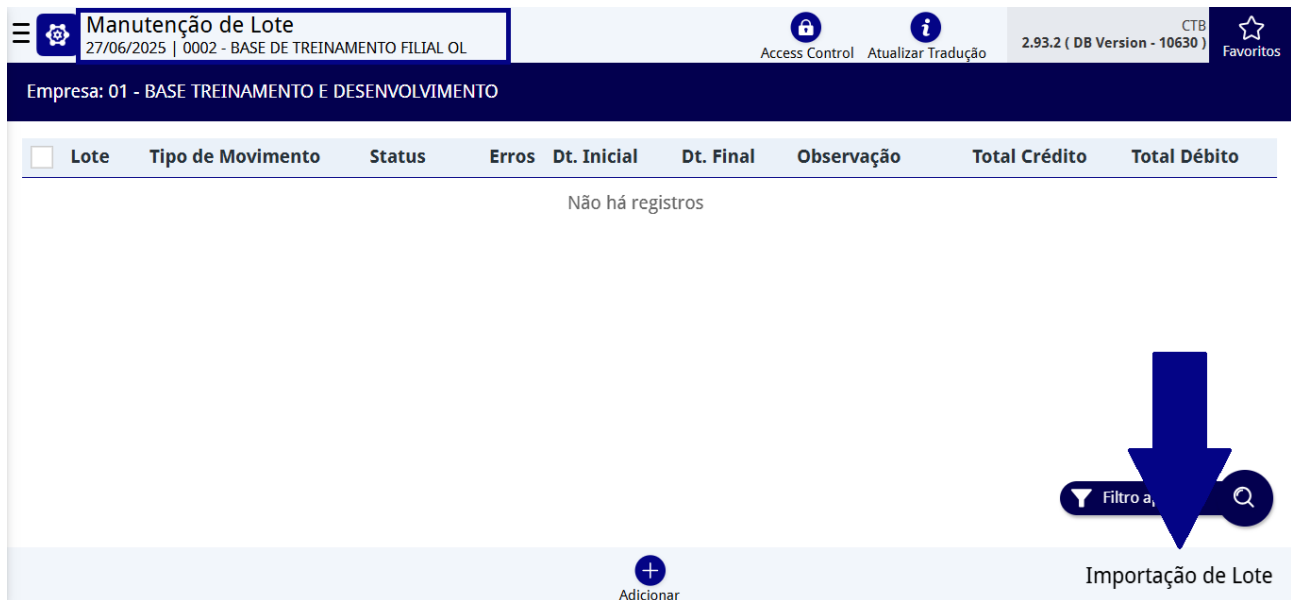 Manutenção de Lote
27/06/2025 | 0002 - BASE DE TREINAMENTO FILIAL OL
Access Control
Atualizar Tradução
CTB
2.93.2 ( DB Version - 10630 )
Favoritos
Empresa: 01 - BASE TREINAMENTO E DESENVOLVIMENTO
Lote Tipo de Movimento Status Erros Dt. Inicial Dt. Final Observação Total Crédito Total Débito
Não há registros
Filtro
Adicionar
Importação de Lote